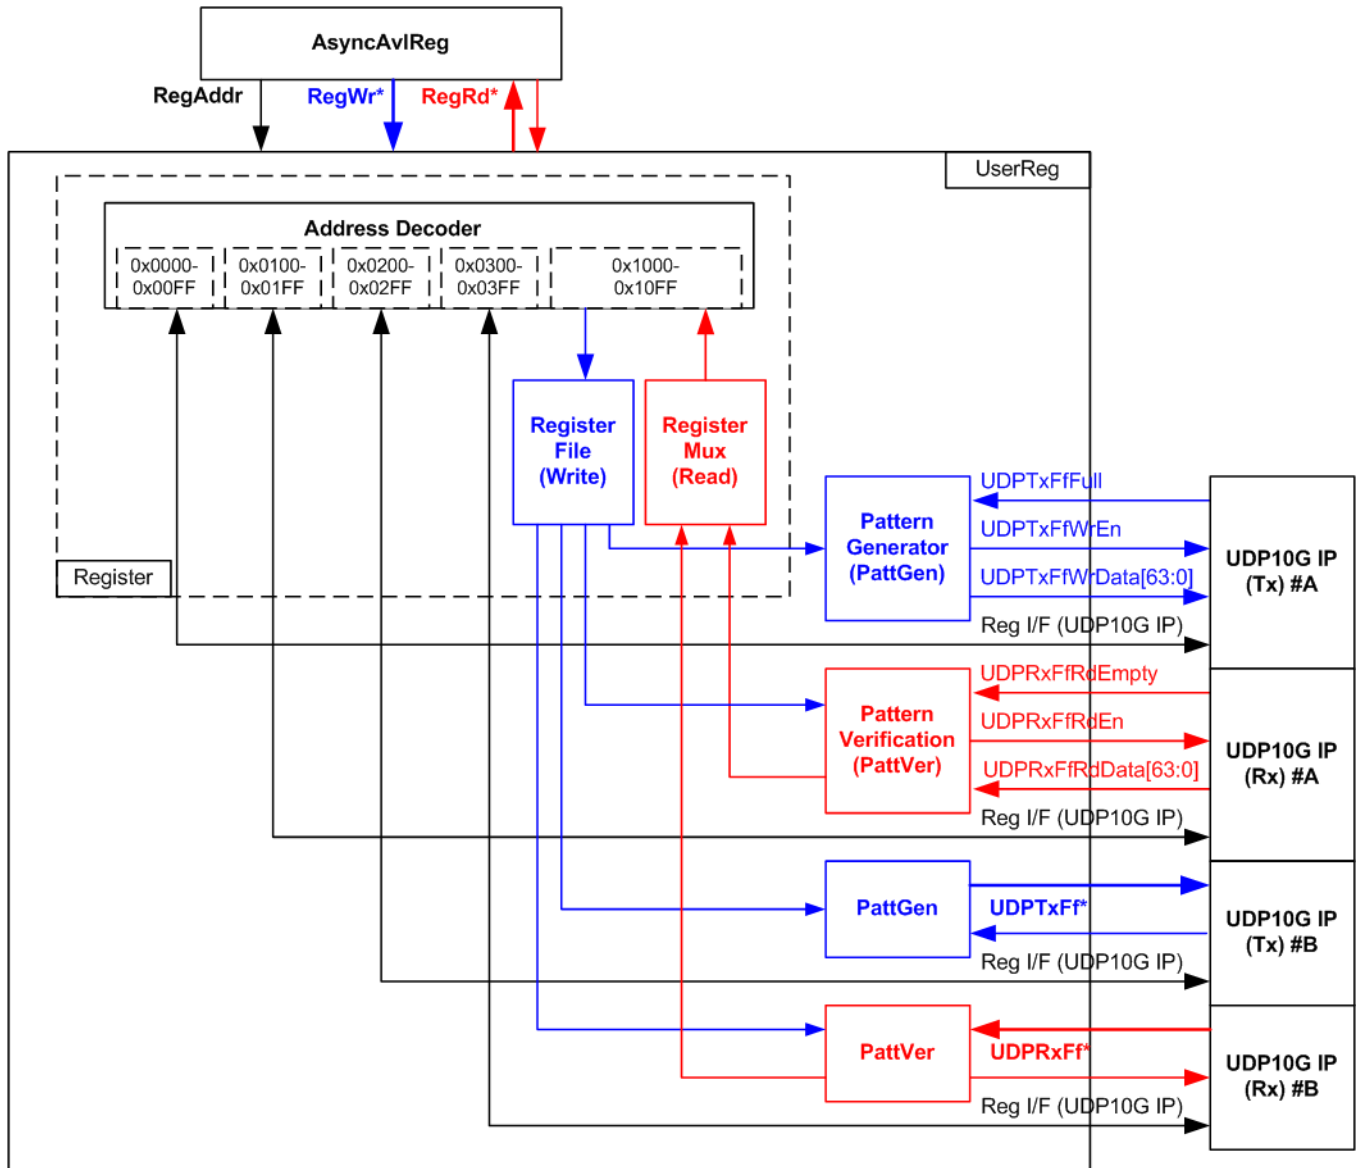 AsyncAvlReg
RegAddr
RegWr*
RegRd*
UserReg
Address Decoder
0x0000-
0x00FF
0x0100-
0x01FF
0x0200-
0x02FF
0x0300-
0x03FF
0x1000-
0x10FF
Register
File
(Write)
Register
Mux
(Read)
Register
Pattern
Generator
(PattGen)
UDPTxFfFull
UDPTxFfWrEn
UDPTxFfWrData[63:0]
Reg I/F (UDP10G IP)
UDP10G IP
(Tx) #A
Pattern
Verification
(PattVer)
UDPRxFfRdEmpty
UDPRxFfRdEn
UDPRxFfRdData[63:0]
Reg I/F (UDP10G IP)
UDP10G IP
(Rx) #A
PattGen
UDPTxFf*
Reg I/F (UDP10G IP)
UDP10G IP
(Tx) #B
PattVer
UDPRxFf*
Reg I/F (UDP10G IP)
UDP10G IP
(Rx) #B